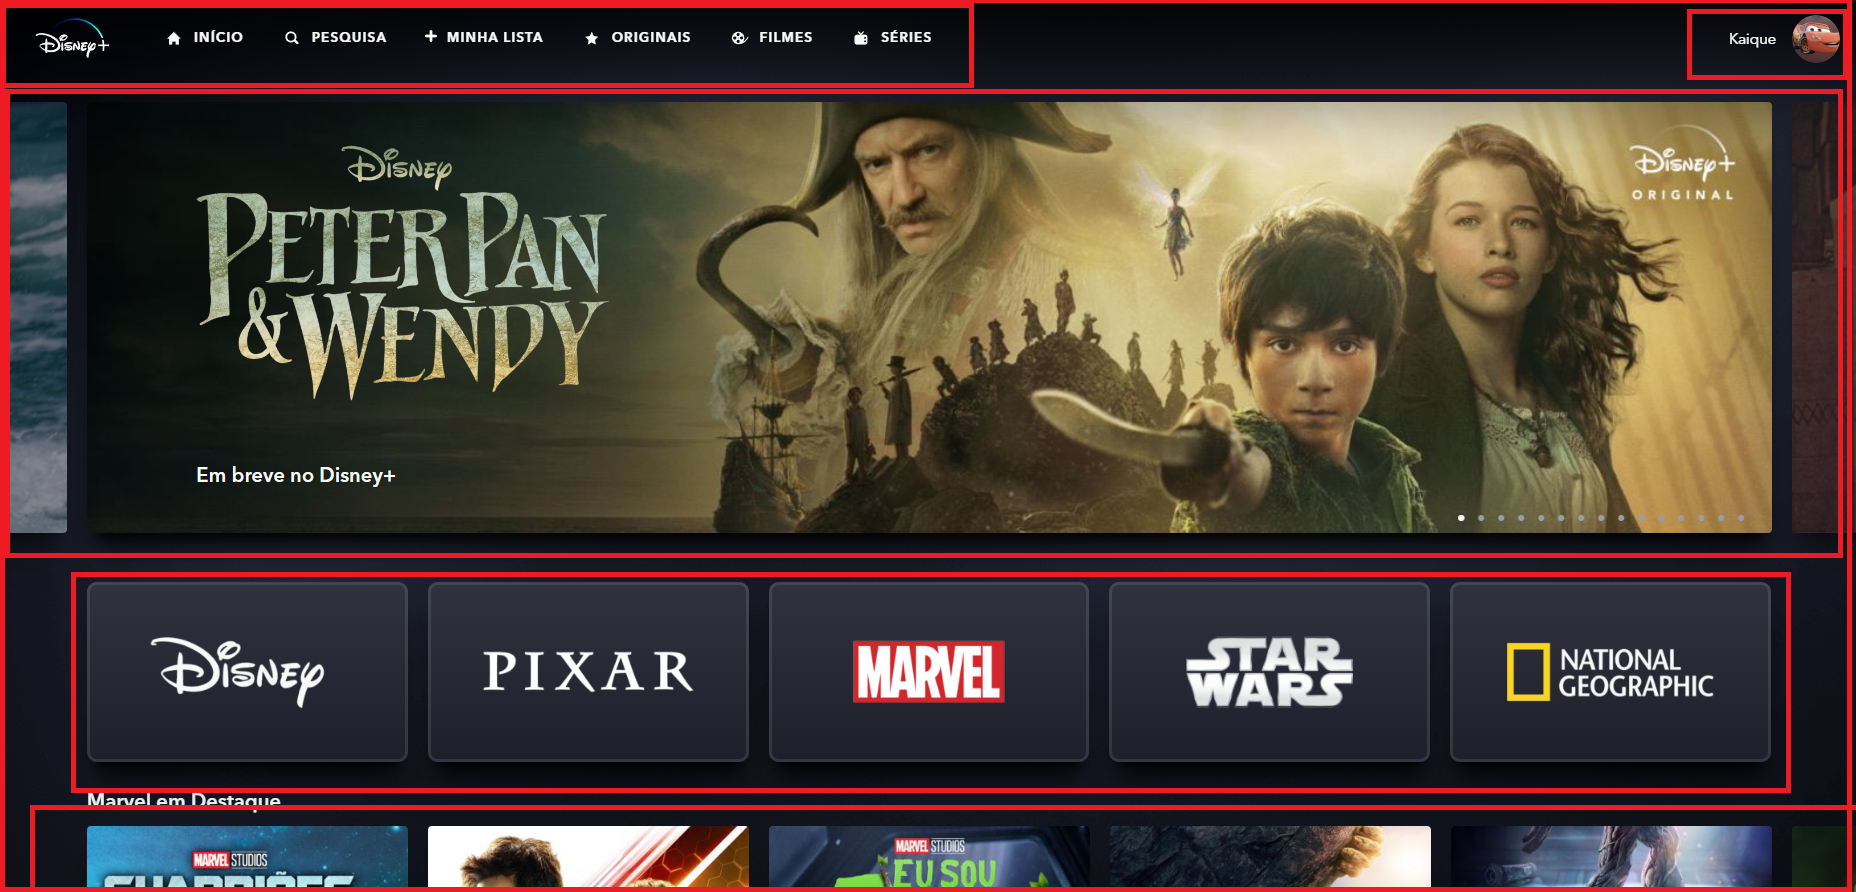 Disney+ INÍCIO PESQUISA MINHA LISTA ORIGINAIS FILMES SÉRIES Kaique
Disney
PETER PAN
& WENDY
Disney+
ORIGINAL
Em breve no Disney+
Disney PIXAR MARVEL STAR WARS NATIONAL GEOGRAPHIC
Marvel em Destaque
MARVEL STUDIOS
GUARDIÕES
MARVEL STUDIOS
EU SOU